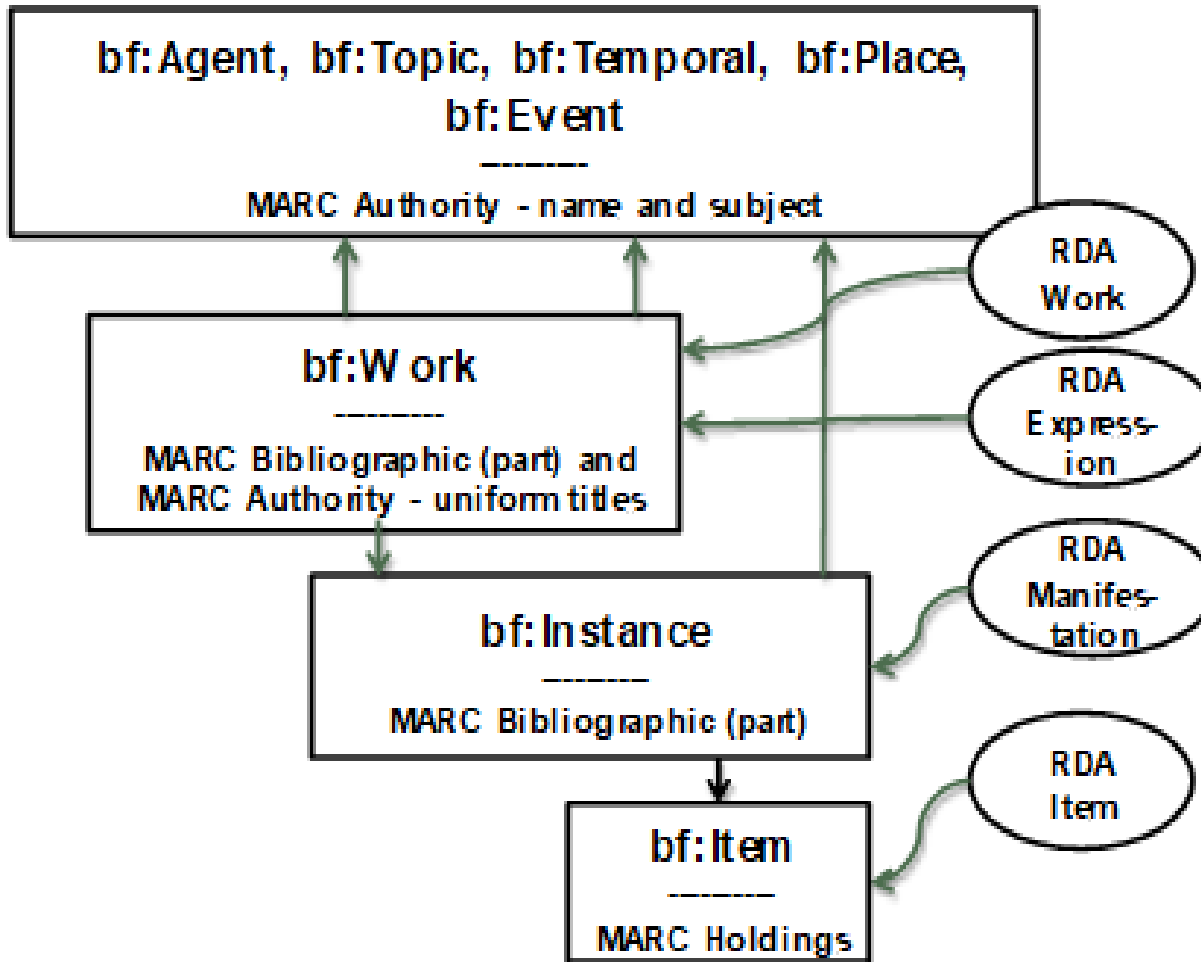 bf:Agent, bf:Topic, bf:Temporal, bf:Place,
bf:Event
-----------
MARC Authority - name and subject
RDA
Work
bf:Work
-----------
MARC Bibliographic (part) and
MARC Authority - uniform titles
RDA
Express-
ion
bf:Instance
-----------
MARC Bibliographic (part)
RDA
Manifes-
tation
bf:Item
-----------
MARC Holdings
RDA
Item